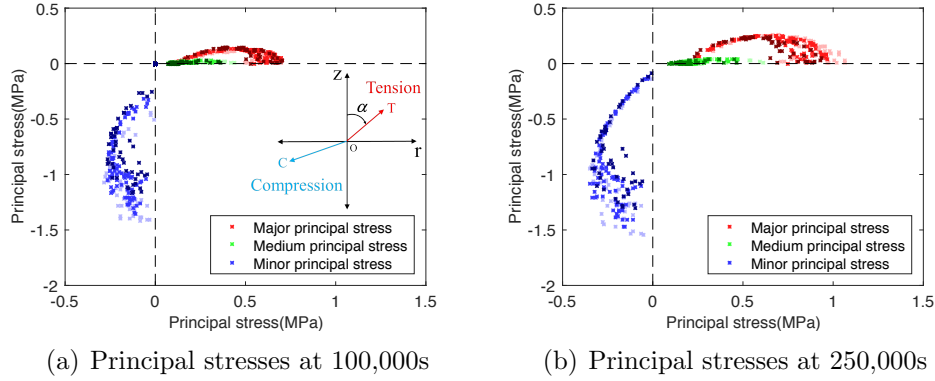 0.5
0
-0.5
-1
-1.5
-2
Principal stress(MPa)
-0.5
0
0.5
1
1.5
Principal stress(MPa)
z
Tension
α
T
O
r
C
Compression
Major principal stress
Medium principal stress
Minor principal stress
(a) Principal stresses at 100,000s
0.5
0
-0.5
-1
-1.5
-2
Principal stress(MPa)
-0.5
0
0.5
1
1.5
Principal stress(MPa)
Major principal stress
Medium principal stress
Minor principal stress
(b) Principal stresses at 250,000s